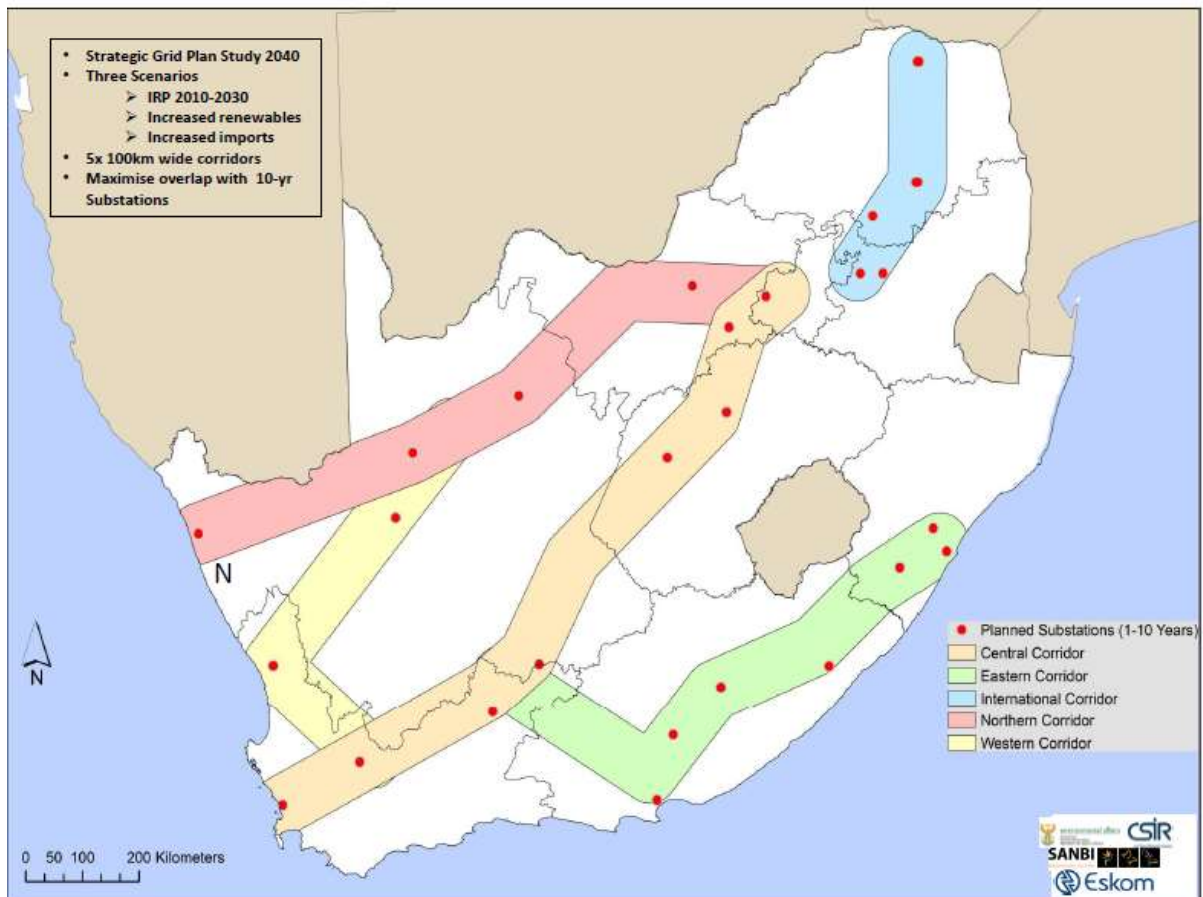 • Strategic Grid Plan Study 2040
• Three Scenarios
➢ IRP 2010-2030
➢ Increased renewables
➢ Increased imports
• 5x 100km wide corridors
• Maximise overlap with 10-yr
Substations
N
N
0 50 100 200 Kilometers
Planned Substations (1-10 Years)
Central Corridor
Eastern Corridor
International Corridor
Northern Corridor
Western Corridor
CSIR
SANBI
Eskom